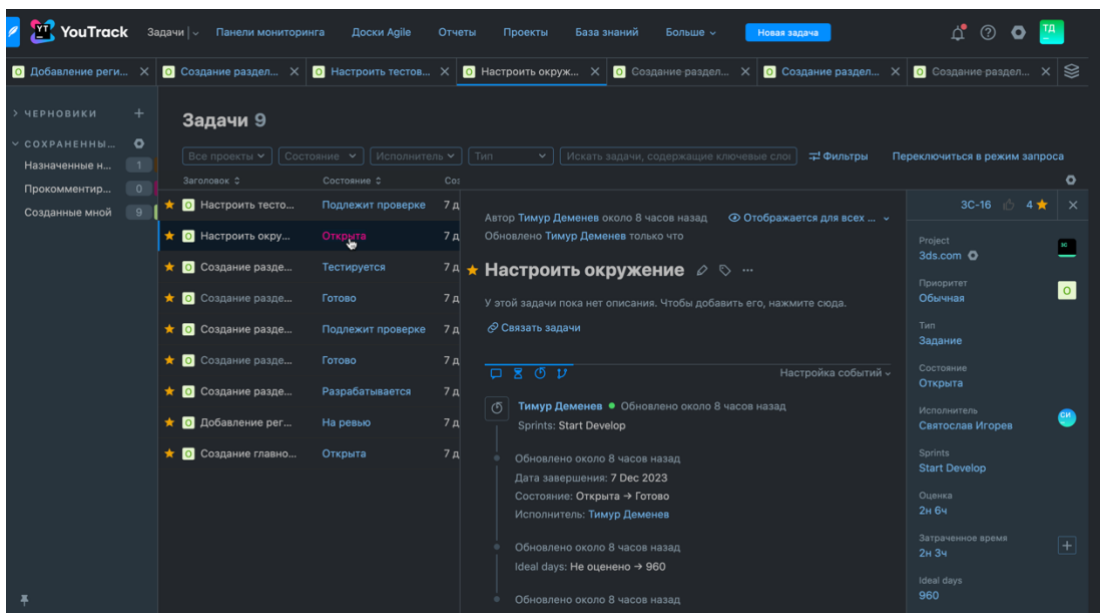 YT YouTrack Задачи Панели мониторинга Доски Agile Отчеты Проекты База знаний Больше Новая задача ТД
О Добавление реги... О Создание раздел... О Настроить тестов... О Настроить окруж... О Создание раздел... О Создание раздел... О Создание раздел...
ЧЕРНОВИКИ
СОХРАНЕННЫ...
Назначенные н... 1
Прокомментир... 0
Созданные мной 9
Задачи 9
Все проекты Состояние Исполнитель Тип Искать задачи, содержащие ключевые слов Фильтры Переключиться в режим запроса
Заголовок Состояние Соз
О Настроить тесто... Подлежит проверке 7 д
О Настроить окру... Открыта 7 д
О Создание разде... Тестируется 7 д
О Создание разде... Готово 7 д
О Создание разде... Подлежит проверке 7 д
О Создание разде... Готово 7 д
О Создание разде... Разрабатывается 7 д
О Добавление рег... На ревью 7 д
О Создание главно... Открыта 7 д
Автор Тимур Деменев около 8 часов назад Отображается для всех ...
Обновлено Тимур Деменев только что
Настроить окружение
У этой задачи пока нет описания. Чтобы добавить его, нажмите сюда.
Связать задачи
Настройка событий
Тимур Деменев Обновлено около 8 часов назад
Sprints: Start Develop
Обновлено около 8 часов назад
Дата завершения: 7 Dec 2023
Состояние: Открыта → Готово
Исполнитель: Тимур Деменев
Обновлено около 8 часов назад
Ideal days: Не оценено → 960
Обновлено около 8 часов назад
3С-16 4
Project
3ds.com
3С
Приоритет
Обычная
О
Тип
Задание
Состояние
Открыта
Исполнитель
Святослав Игорев
СИ
Sprints
Start Develop
Оценка
2н 6ч
Затраченное время
2н 3ч
Ideal days
960